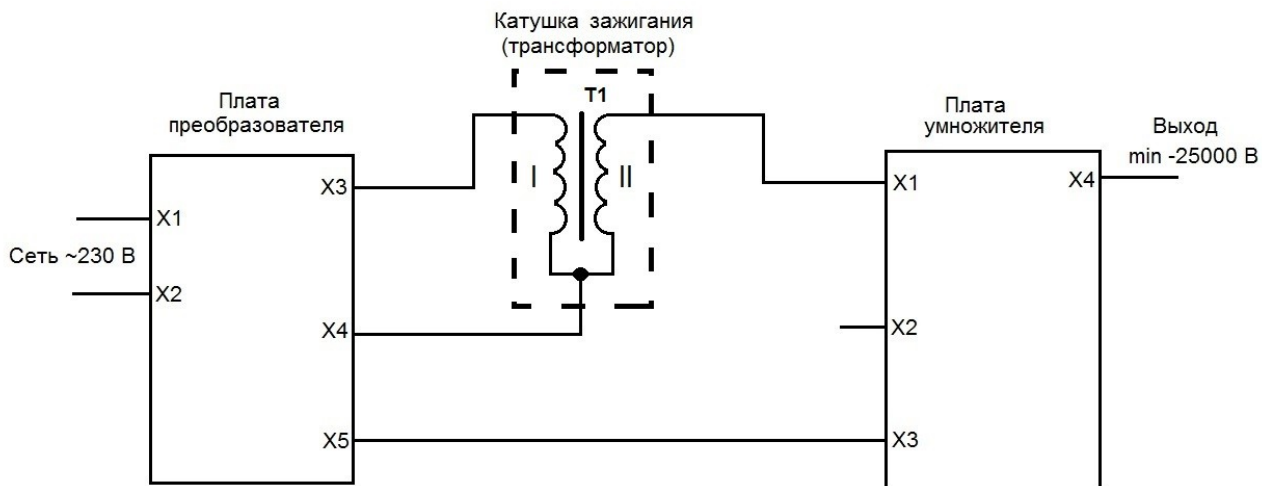 Катушка зажигания
(трансформатор)
T1
Плата
преобразователя
X3
I
II
X1
Сеть ~230 В
X2
X4
X5
Плата
умножителя
X1
X4
Выход
min -25000 В
X2
X3